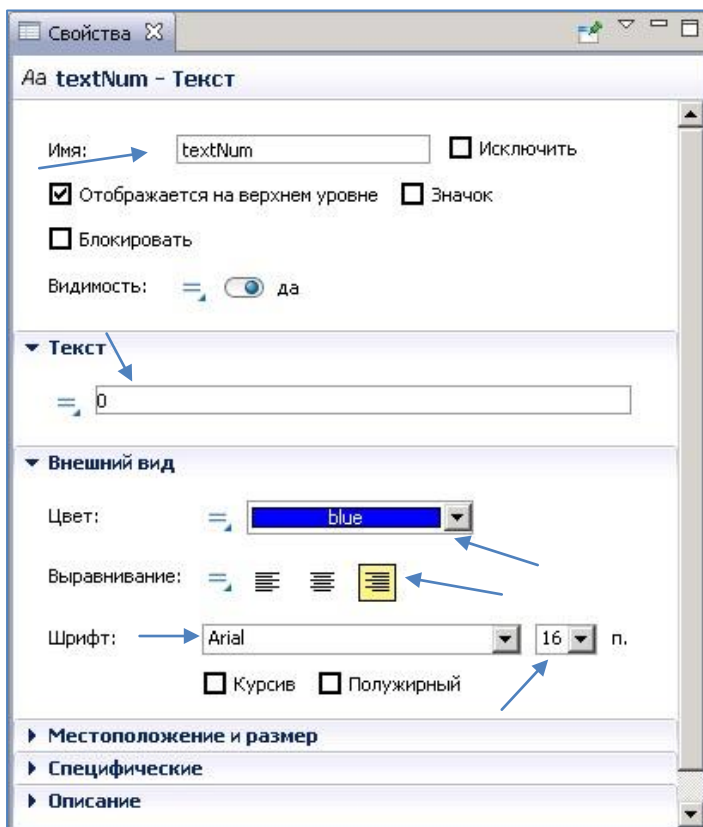 Свойства
Aa textNum - Текст
Имя: textNum Исключить
Отображается на верхнем уровне Значок
Блокировать
Видимость: да
Текст
0
Внешний вид
Цвет: blue
Выравнивание:
Шрифт: Arial 16 п.
Курсив Полужирный
Местоположение и размер
Специфические
Описание